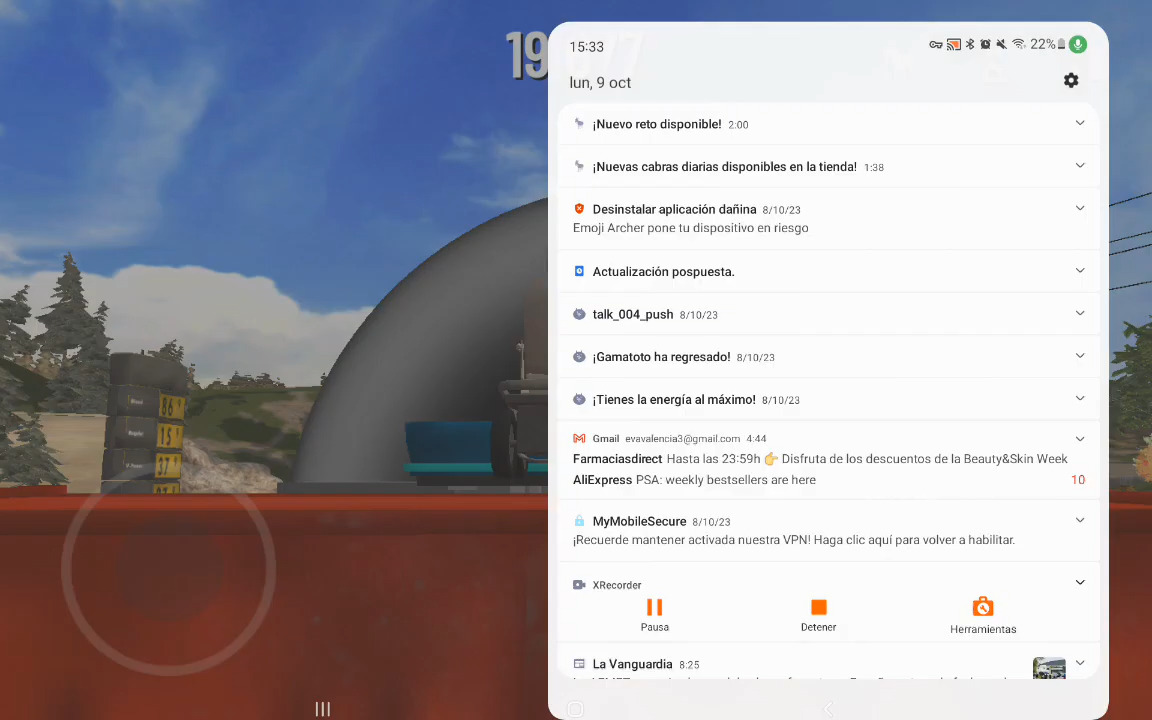 15:33
22%
lun, 9 oct
¡Nuevo reto disponible! 2:00
¡Nuevas cabras diarias disponibles en la tienda! 1:38
Desinstalar aplicación dañina 8/10/23
Emoji Archer pone tu dispositivo en riesgo
Actualización pospuesta.
talk_004_push 8/10/23
¡Gamatoto ha regresado! 8/10/23
¡Tienes la energía al máximo! 8/10/23
Gmail evavalencia3@gmail.com 4:44
Farmaciasdirect Hasta las 23:59h 👉 Disfruta de los descuentos de la Beauty&Skin Week
AliExpress PSA: weekly bestsellers are here 10
MyMobileSecure 8/10/23
¡Recuerde mantener activada nuestra VPN! Haga clic aquí para volver a habilitar.
XRecorder
Pausa Detener Herramientas
La Vanguardia 8:25